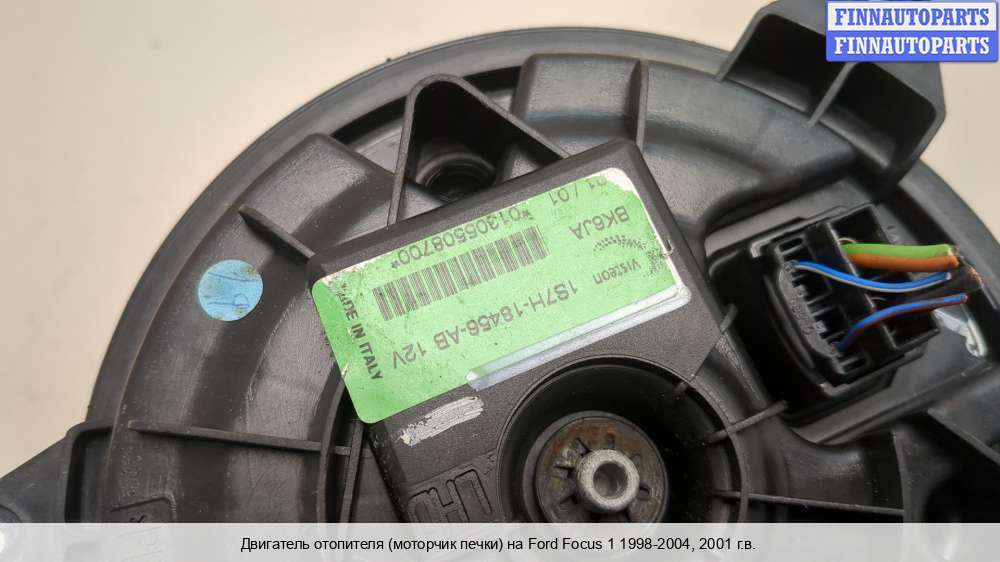 FINNAUTOPARTS
FINNAUTOPARTS
01/01
BK6JA
*01305508700*
Visteon
1S7H-18456-AB 12V
MADE IN ITALY
Двигатель отопителя (моторчик печки) на Ford Focus 1 1998-2004, 2001 г.в.